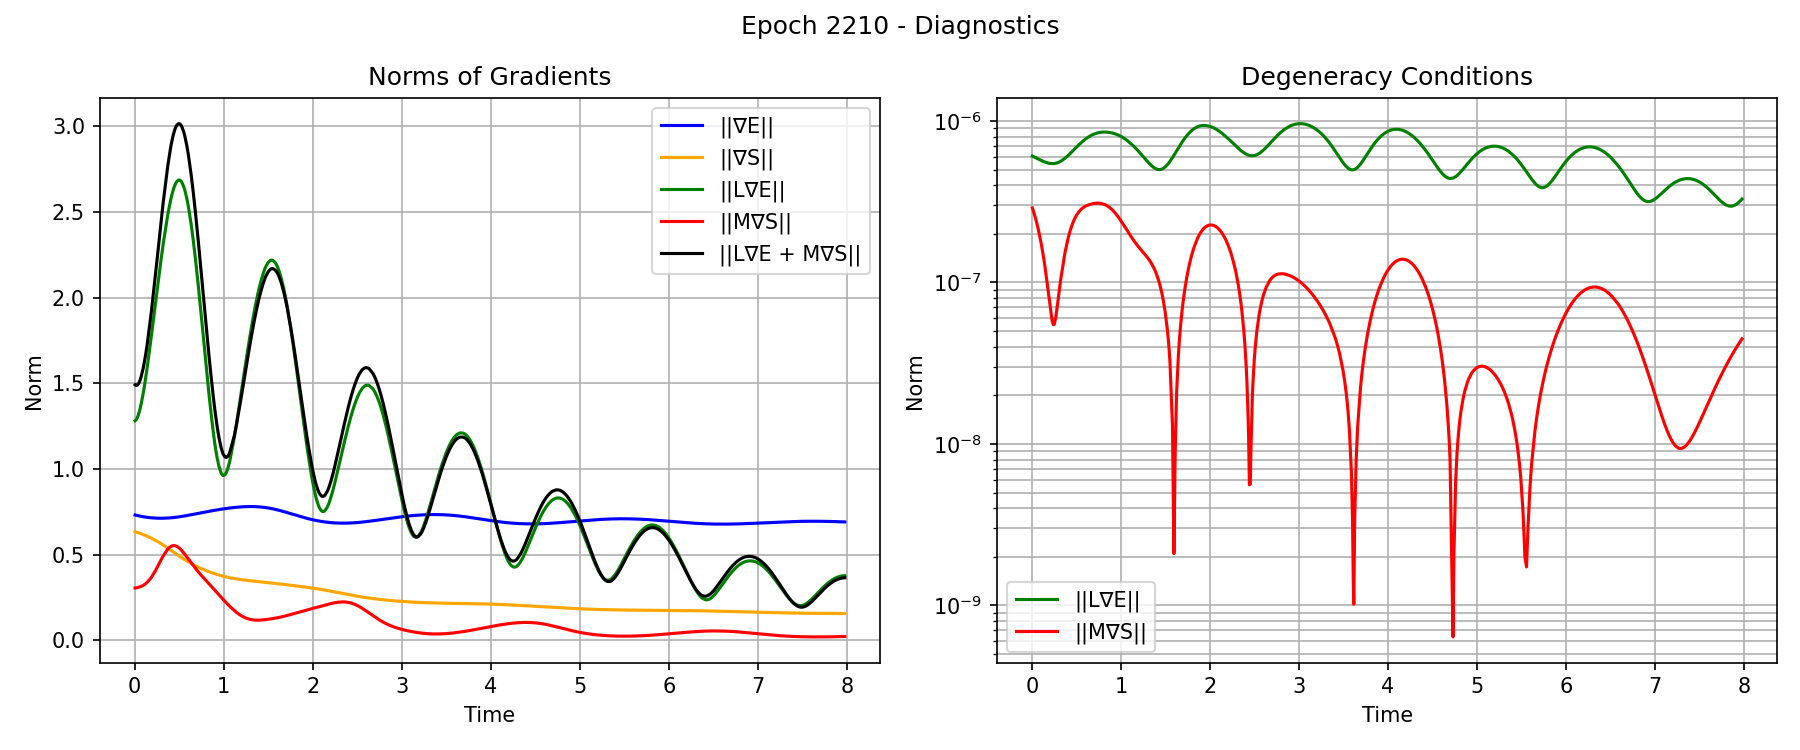 Epoch 2210 - Diagnostics
Norms of Gradients
3.0
2.5
2.0
1.5
1.0
0.5
0.0
Norm
||∇E||
||∇S||
||L∇E||
||M∇S||
||L∇E + M∇S||
0 1 2 3 4 5 6 7 8
Time
Degeneracy Conditions
10⁻⁶
10⁻⁷
10⁻⁸
10⁻⁹
Norm
||L∇E||
||M∇S||
0 1 2 3 4 5 6 7 8
Time